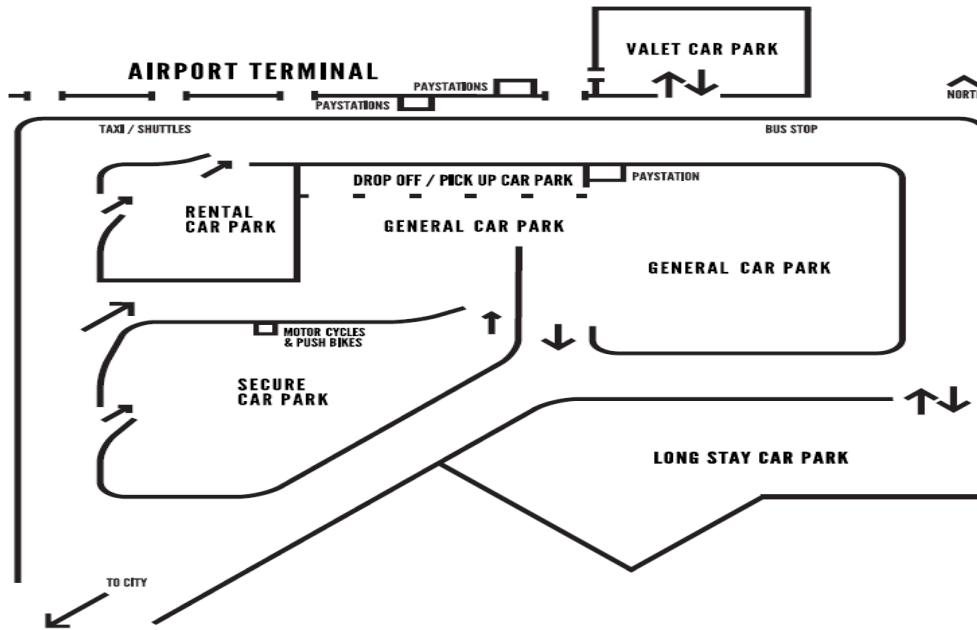 VALET CAR PARK
AIRPORT TERMINAL
PAYSTATIONS
PAYSTATIONS
NORTH
TAXI / SHUTTLES
BUS STOP
DROP OFF / PICK UP CAR PARK
PAYSTATION
RENTAL
CAR PARK
GENERAL CAR PARK
GENERAL CAR PARK
MOTOR CYCLES
& PUSH BIKES
SECURE
CAR PARK
LONG STAY CAR PARK
TO CITY